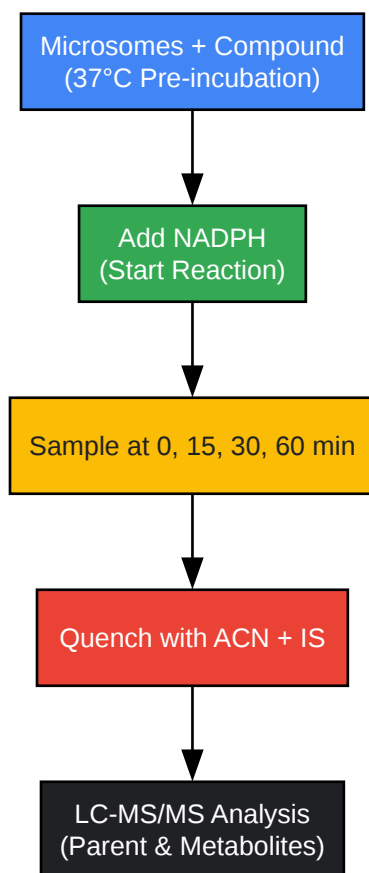 Microsomes + Compound
(37°C Pre-incubation)
Add NADPH
(Start Reaction)
Sample at 0, 15, 30, 60 min
Quench with ACN + IS
LC-MS/MS Analysis
(Parent & Metabolites)